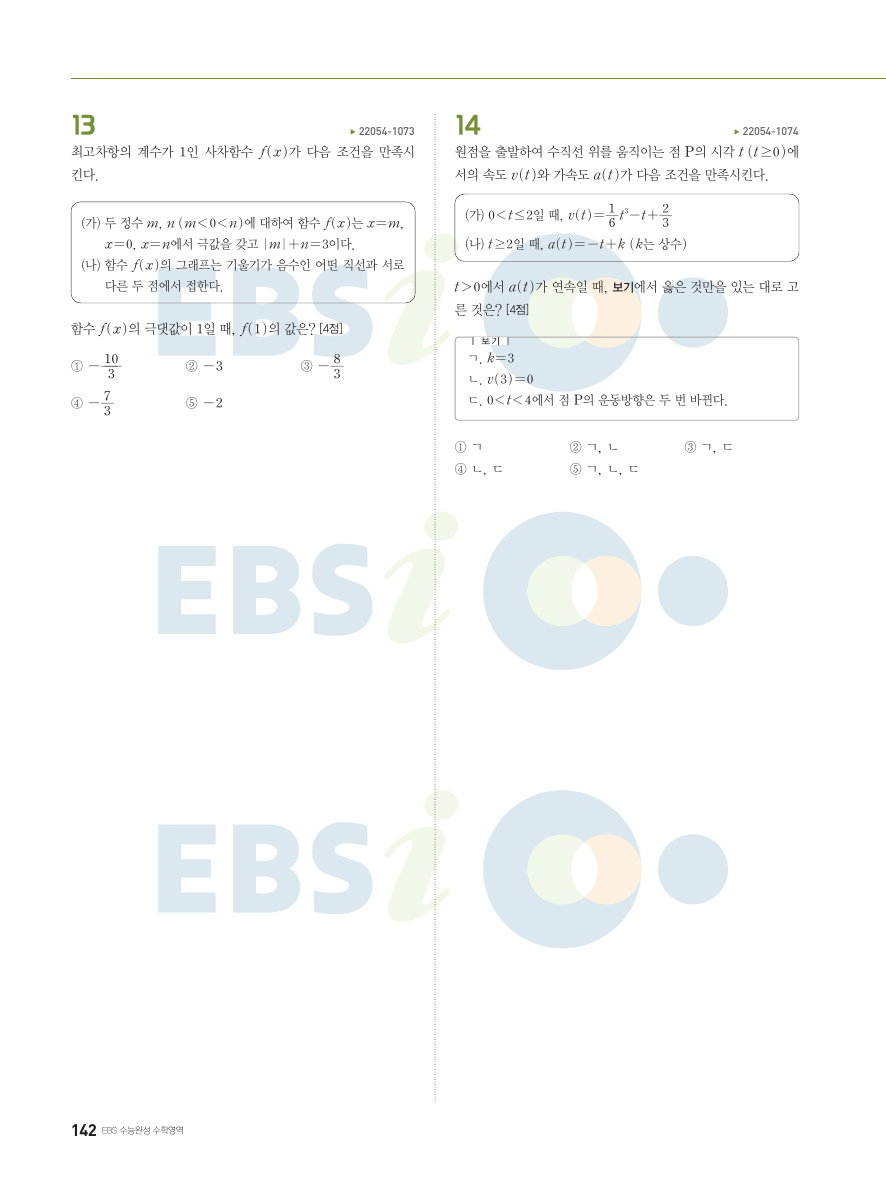 13
▶ 22054-1073
최고차항의 계수가 1인 사차함수 f(x)가 다음 조건을 만족시
킨다.
(가) 두 정수 m, n (m<0<n)에 대하여 함수 f(x)는 x=m,
x=0, x=n에서 극값을 갖고 |m|+n=3이다.
(나) 함수 f(x)의 그래프는 기울기가 음수인 어떤 직선과 서로
다른 두 점에서 접한다.
함수 f(x)의 극댓값이 1일 때, f(1)의 값은? [4점]
① -10/3 ② -3 ③ -8/3
④ -7/3 ⑤ -2
14
▶ 22054-1074
원점을 출발하여 수직선 위를 움직이는 점 P의 시각 t (t≥0)에
서의 속도 v(t)와 가속도 a(t)가 다음 조건을 만족시킨다.
(가) 0<t≤2일 때, v(t)=1/6t³-t+2/3
(나) t≥2일 때, a(t)=-t+k (k는 상수)
t>0에서 a(t)가 연속일 때, 보기에서 옳은 것만을 있는 대로 고
른 것은? [4점]
| 보기 |
ㄱ. k=3
ㄴ. v(3)=0
ㄷ. 0<t<4에서 점 P의 운동방향은 두 번 바뀐다.
① ㄱ ② ㄱ, ㄴ ③ ㄱ, ㄷ
④ ㄴ, ㄷ ⑤ ㄱ, ㄴ, ㄷ
EBSi
EBSi
EBSi
142 EBS 수능완성 수학영역